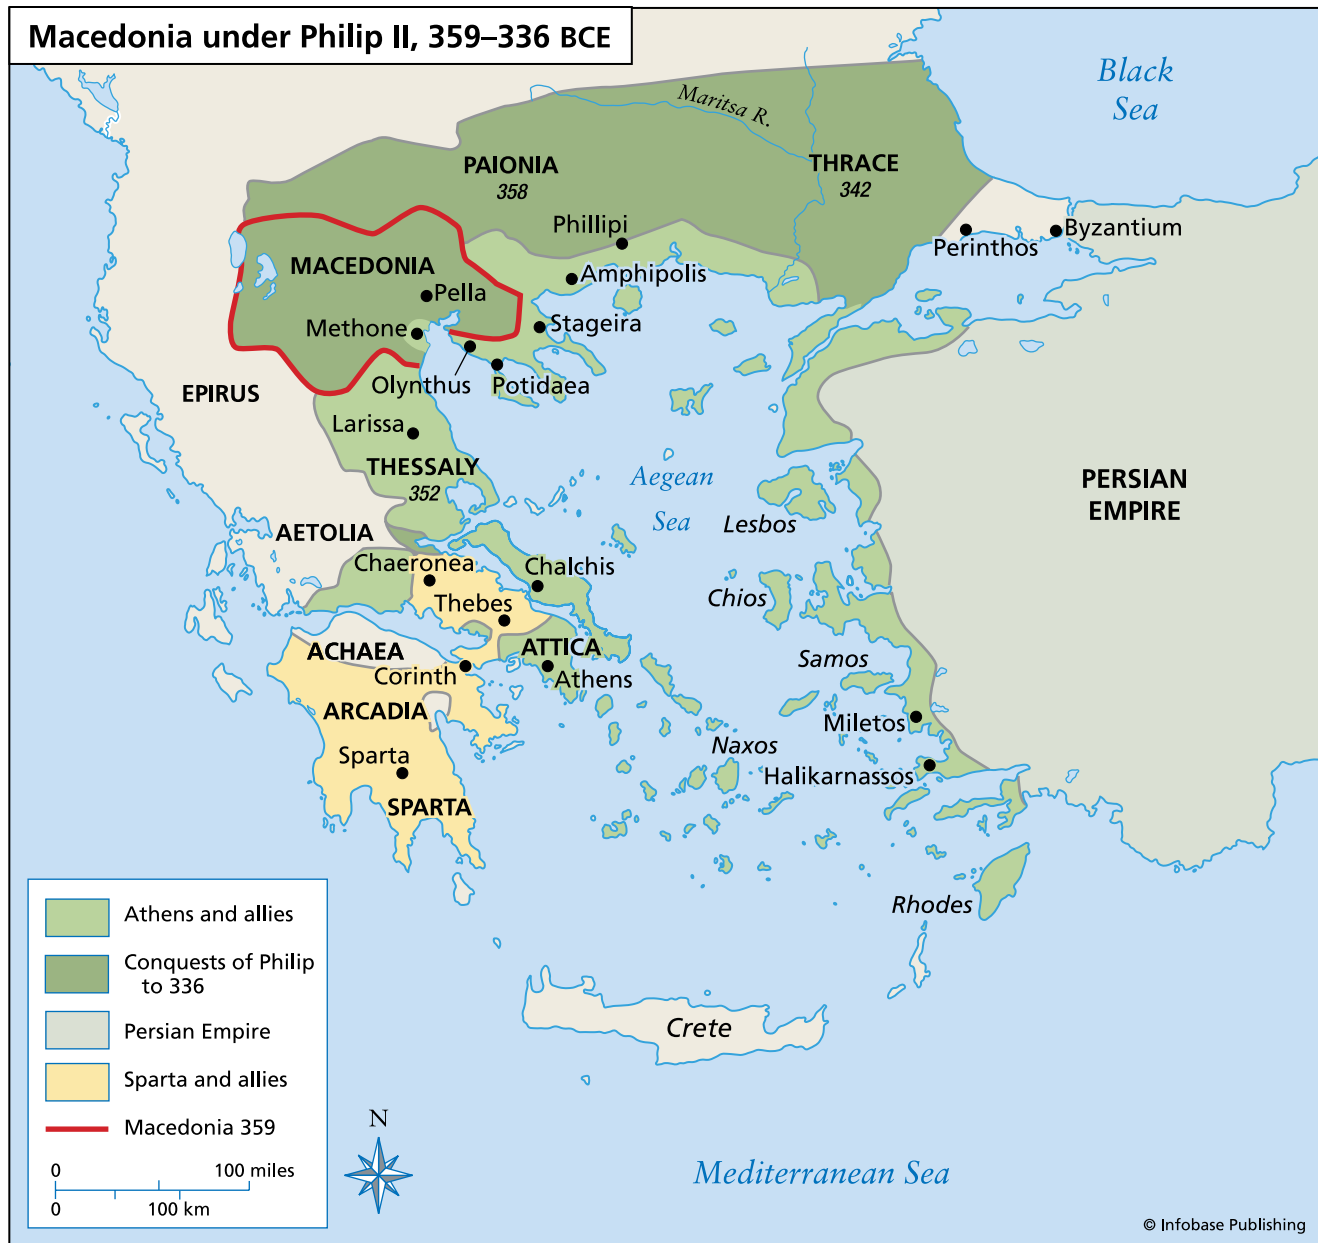 Macedonia under Philip II, 359–336 BCE
Black
Sea
Maritsa R.
PAIONIA
358
THRACE
342
Phillipi
Perinthos
Byzantium
MACEDONIA
Amphipolis
Pella
Methone
Stageira
Olynthus
Potidaea
EPIRUS
Larissa
THESSALY
352
Aegean
Sea
PERSIAN
EMPIRE
Lesbos
AETOLIA
Chaeronea
Chalchis
Thebes
Chios
ACHAEA
ATTICA
Corinth
Athens
Samos
ARCADIA
Miletos
Naxos
Sparta
Halikarnassos
SPARTA
Rhodes
Crete
Athens and allies
Conquests of Philip
to 336
Persian Empire
Sparta and allies
Macedonia 359
0 100 miles
0 100 km
N
Mediterranean Sea
© Infobase Publishing